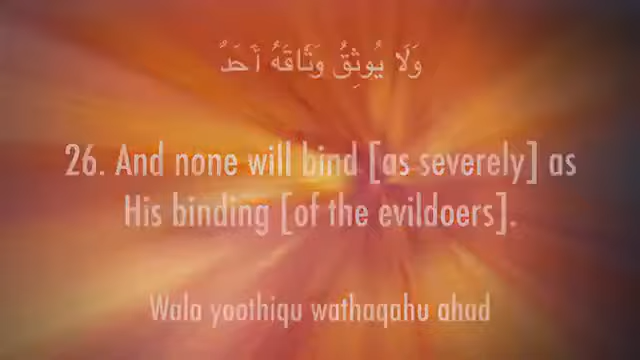 وَلَا يُوثِقُ وَثَاقَهُ أَحَدٌ
26. And none will bind [as severely] as
His binding [of the evildoers].
Wala yoothiqu wathaqahu ahad